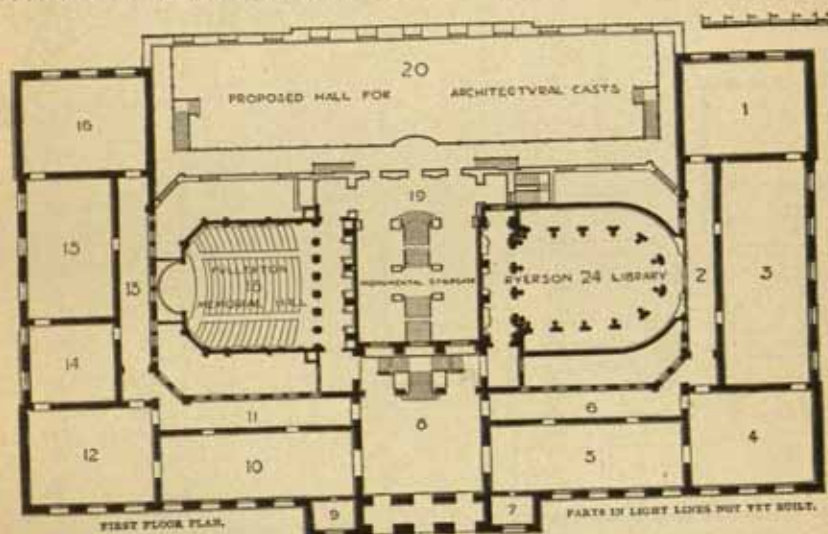 20
PROPOSED HALL FOR ARCHITECTVRAL CASTS
16
1
19
15
13
FVLLERTON
MEMORIAL HALL
MONUMENTAL STAIRCASE
RYERSON 24 LIBRARY
2
3
14
11
8
6
12
10
5
4
9
7
FIRST FLOOR PLAN.
PARTS IN LIGHT LINES NOT YET BUILT.